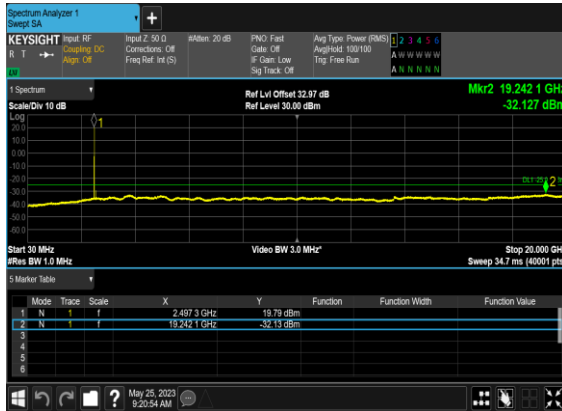 Spectrum Analyzer 1
Swept SA
+
KEYSIGHT Input: RF Input Z: 50 Ω #Atten: 20 dB PNO: Fast Avg Type: Power (RMS) 1 2 3 4 5 6
R T Coupling: DC Corrections: Off Gate: Off Avg|Hold: 100/100 A W W W W W
Align: Off Freq Ref: Int (S) IF Gain: Low Trig: Free Run
LXI Sig Track: Off A N N N N N
1 Spectrum Ref Lvl Offset 32.97 dB Mkr2 19.242 1 GHz
Scale/Div 10 dB Ref Level 30.00 dBm -32.127 dBm
Log
1
20.0
10.0
0.00
-10.0
-20.0
DL1 -25.0 2
-30.0
-40.0
-50.0
-60.0
Start 30 MHz Video BW 3.0 MHz* Stop 20.000 GH
#Res BW 1.0 MHz Sweep 34.7 ms (40001 pts
5 Marker Table
Mode Trace Scale X Y Function Function Width Function Value
1 N 1 f 2.497 3 GHz 19.79 dBm
2 N 1 f 19.242 1 GHz -32.13 dBm
3
4
5
6
? May 25, 2023
9:20:54 AM